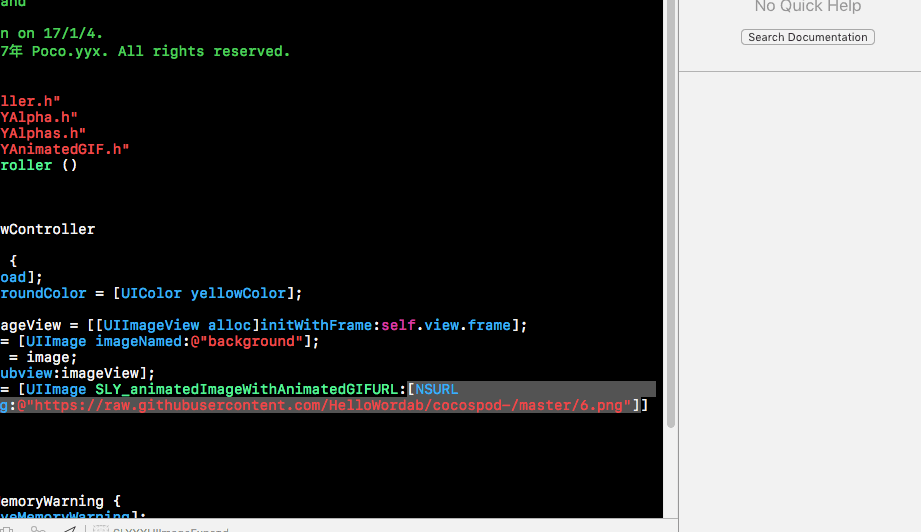 and
n on 17/1/4.
7年 Poco.yyx. All rights reserved.
ller.h"
YAlpha.h"
YAlphas.h"
YAnimatedGIF.h"
roller ()
wController
{
oad];
roundColor = [UIColor yellowColor];
ageView = [[UIImageView alloc]initWithFrame:self.view.frame];
= [UIImage imageNamed:@"background"];
= image;
ubview:imageView];
= [UIImage SLY_animatedImageWithAnimatedGIFURL:[NSURL
g:@"https://raw.githubusercontent.com/HelloWordab/cocospod-/master/6.png"]]
emoryWarning {
veMemoryWarning];
No Quick Help
Search Documentation